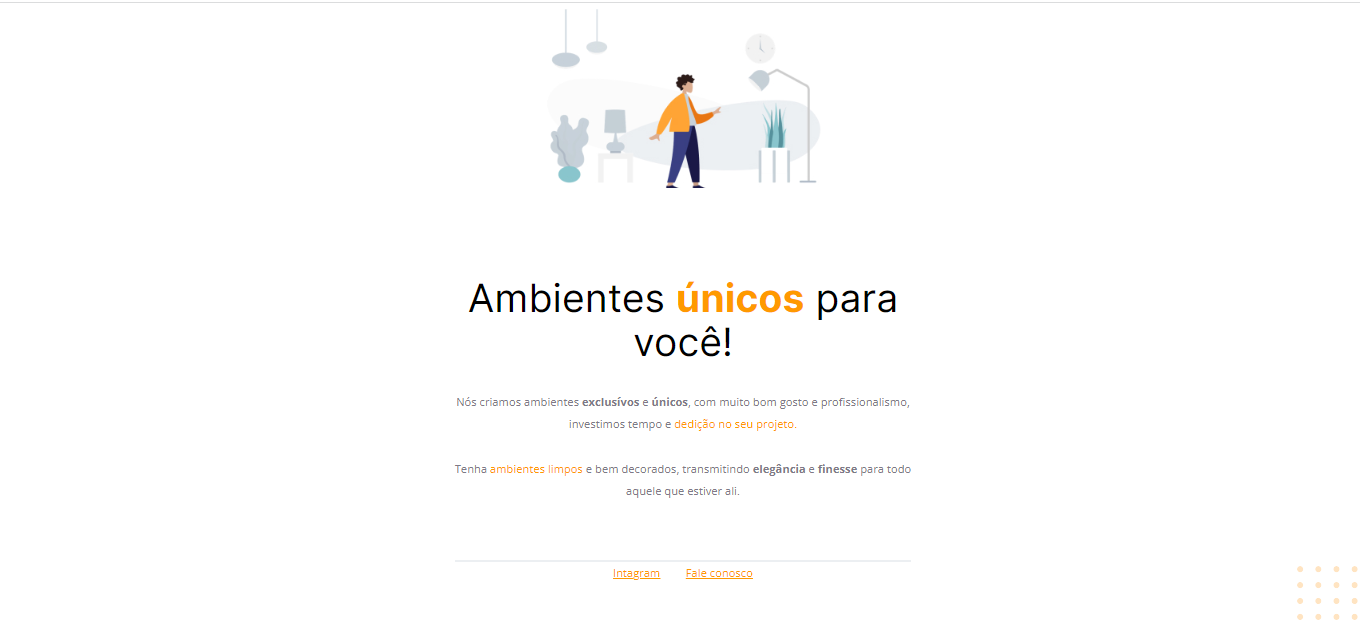 Ambientes únicos para
você!
Nós criamos ambientes exclusívos e únicos, com muito bom gosto e profissionalismo,
investimos tempo e dedição no seu projeto.
Tenha ambientes limpos e bem decorados, transmitindo elegância e finesse para todo
aquele que estiver ali.
Intagram Fale conosco